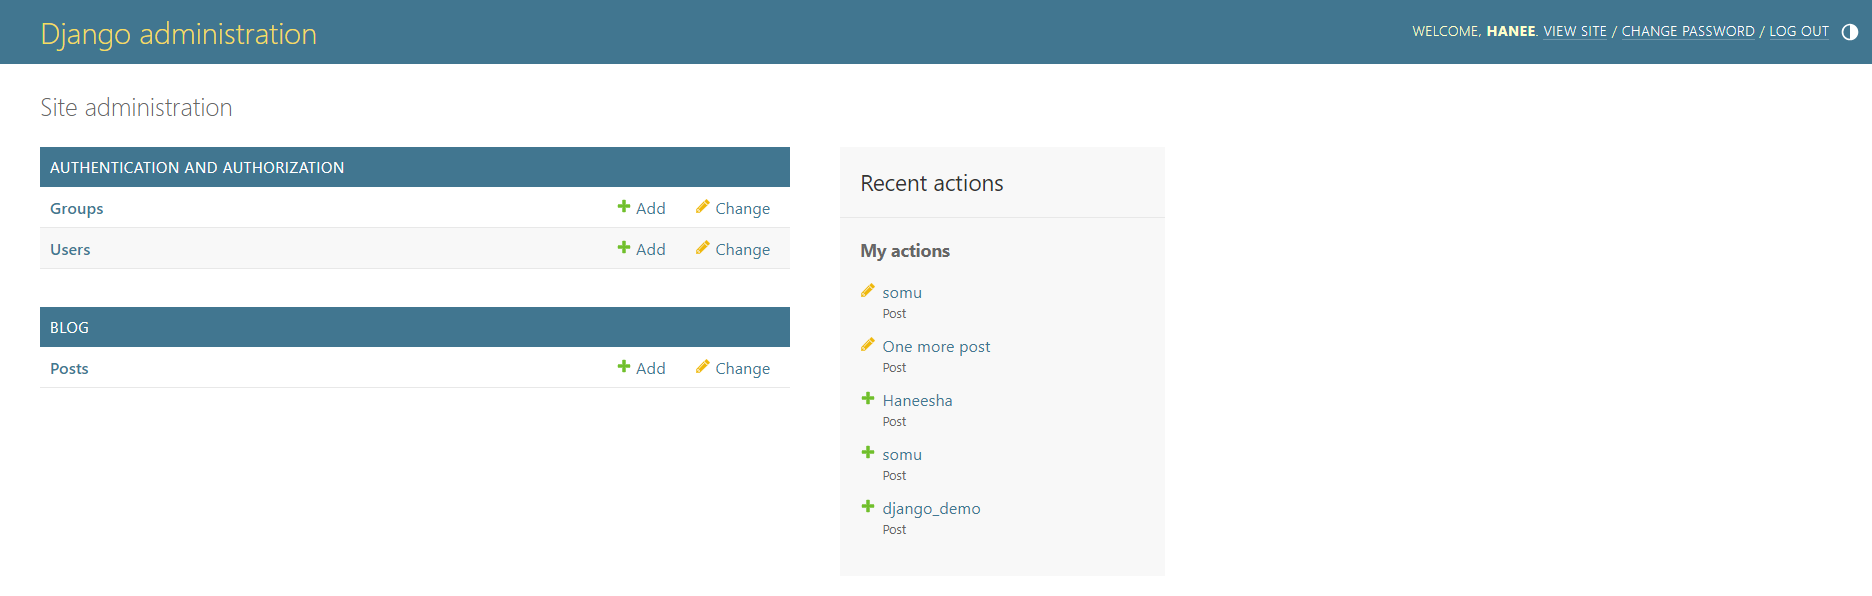 Django administration
WELCOME, HANEE. VIEW SITE / CHANGE PASSWORD / LOG OUT
Site administration
AUTHENTICATION AND AUTHORIZATION
Groups Add Change
Users Add Change
BLOG
Posts Add Change
Recent actions
My actions
somu
Post
One more post
Post
Haneesha
Post
somu
Post
django_demo
Post